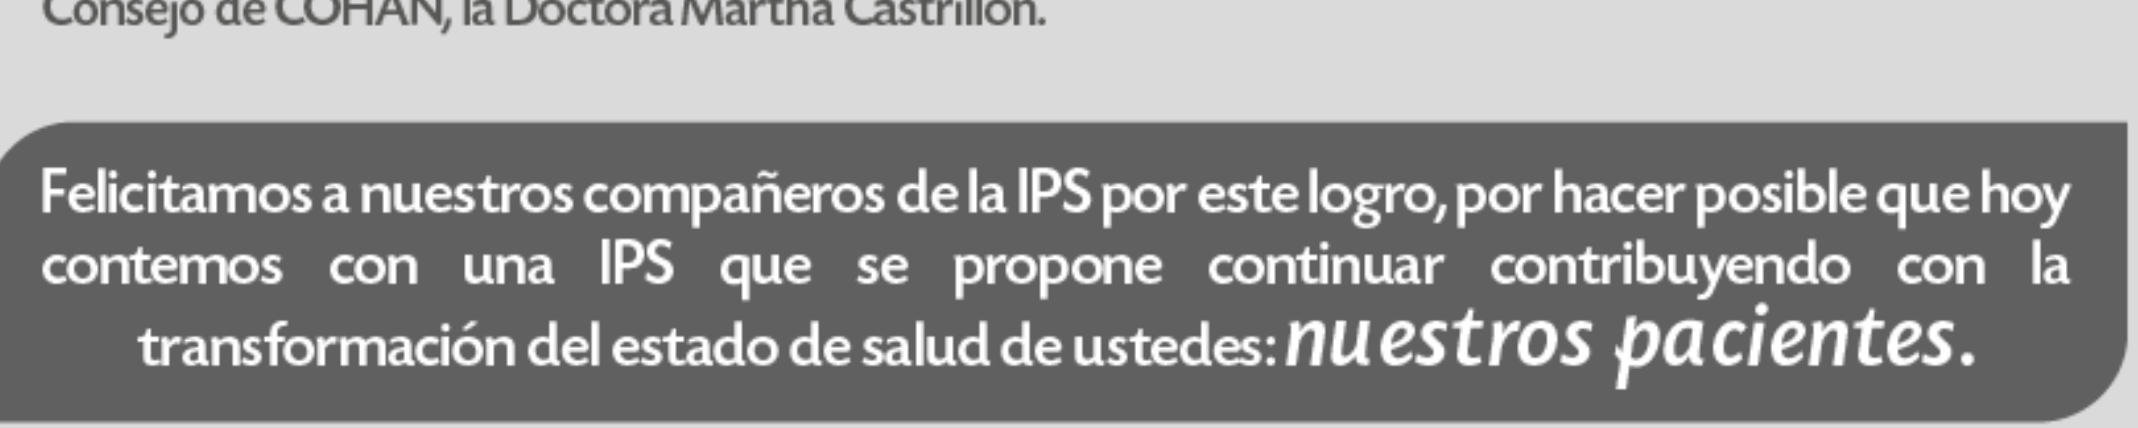 Consejo de COHAN, la Doctora Martha Castrillón.
Felicitamos a nuestros compañeros de la IPS por este logro, por hacer posible que hoy
contemos con una IPS que se propone continuar contribuyendo con la
transformación del estado de salud de ustedes: nuestros pacientes.